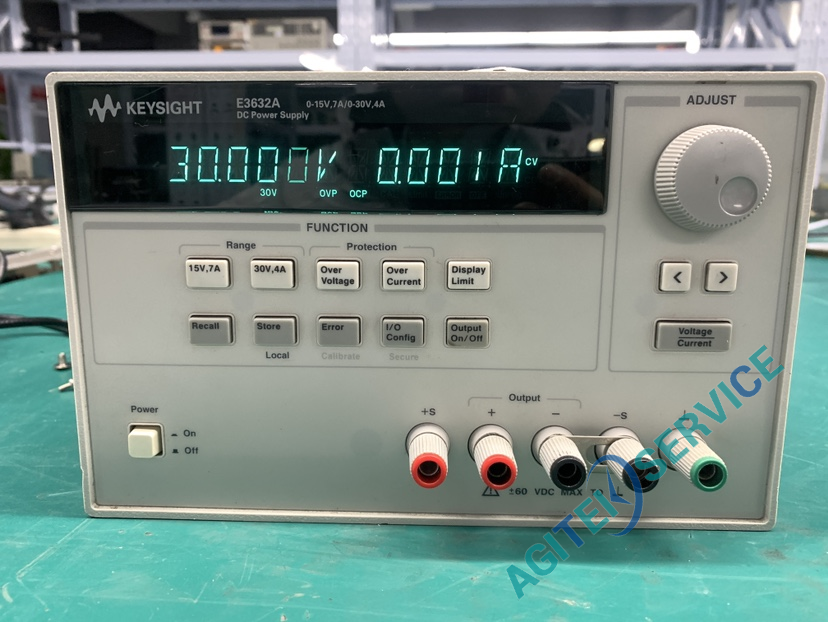 KEYSIGHT E3632A 0-15V,7A/0-30V,4A
DC Power Supply
30.000V 0.001A CV
30V OVP OCP
ADJUST
FUNCTION
Range Protection
15V,7A 30V,4A Over Voltage Over Current Display Limit
< >
Recall Store Error I/O Config Output On/Off
Voltage Current
Local Calibrate Secure
Power
On
Off
Output
+S + − −S
±60 VDC MAX TO
AGITEK SERVICE